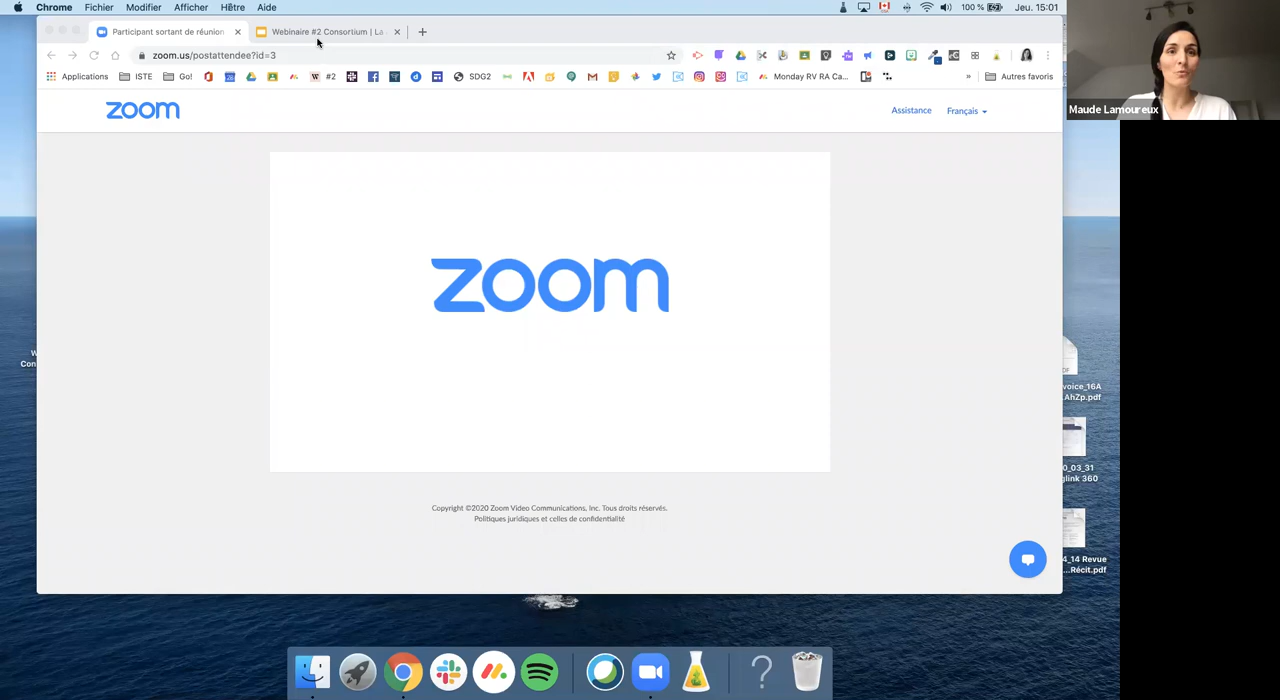 Chrome Fichier Modifier Afficher Hêtre Aide 100 % Jeu. 15:01
Participant sortant de réunion Webinaire #2 Consortium | La
zoom.us/postattendee?id=3
Applications ISTE Go! #2 SDG2 Monday RV RA Ca... » Autres favoris
zoom Assistance Français
Maude Lamoureux
zoom
W
Con
voice_16A
.AhZp.pdf
0_03_31
glink 360
4_14 Revue
...Récit.pdf
Copyright ©2020 Zoom Video Communications, Inc. Tous droits réservés.
Politiques juridiques et celles de confidentialité